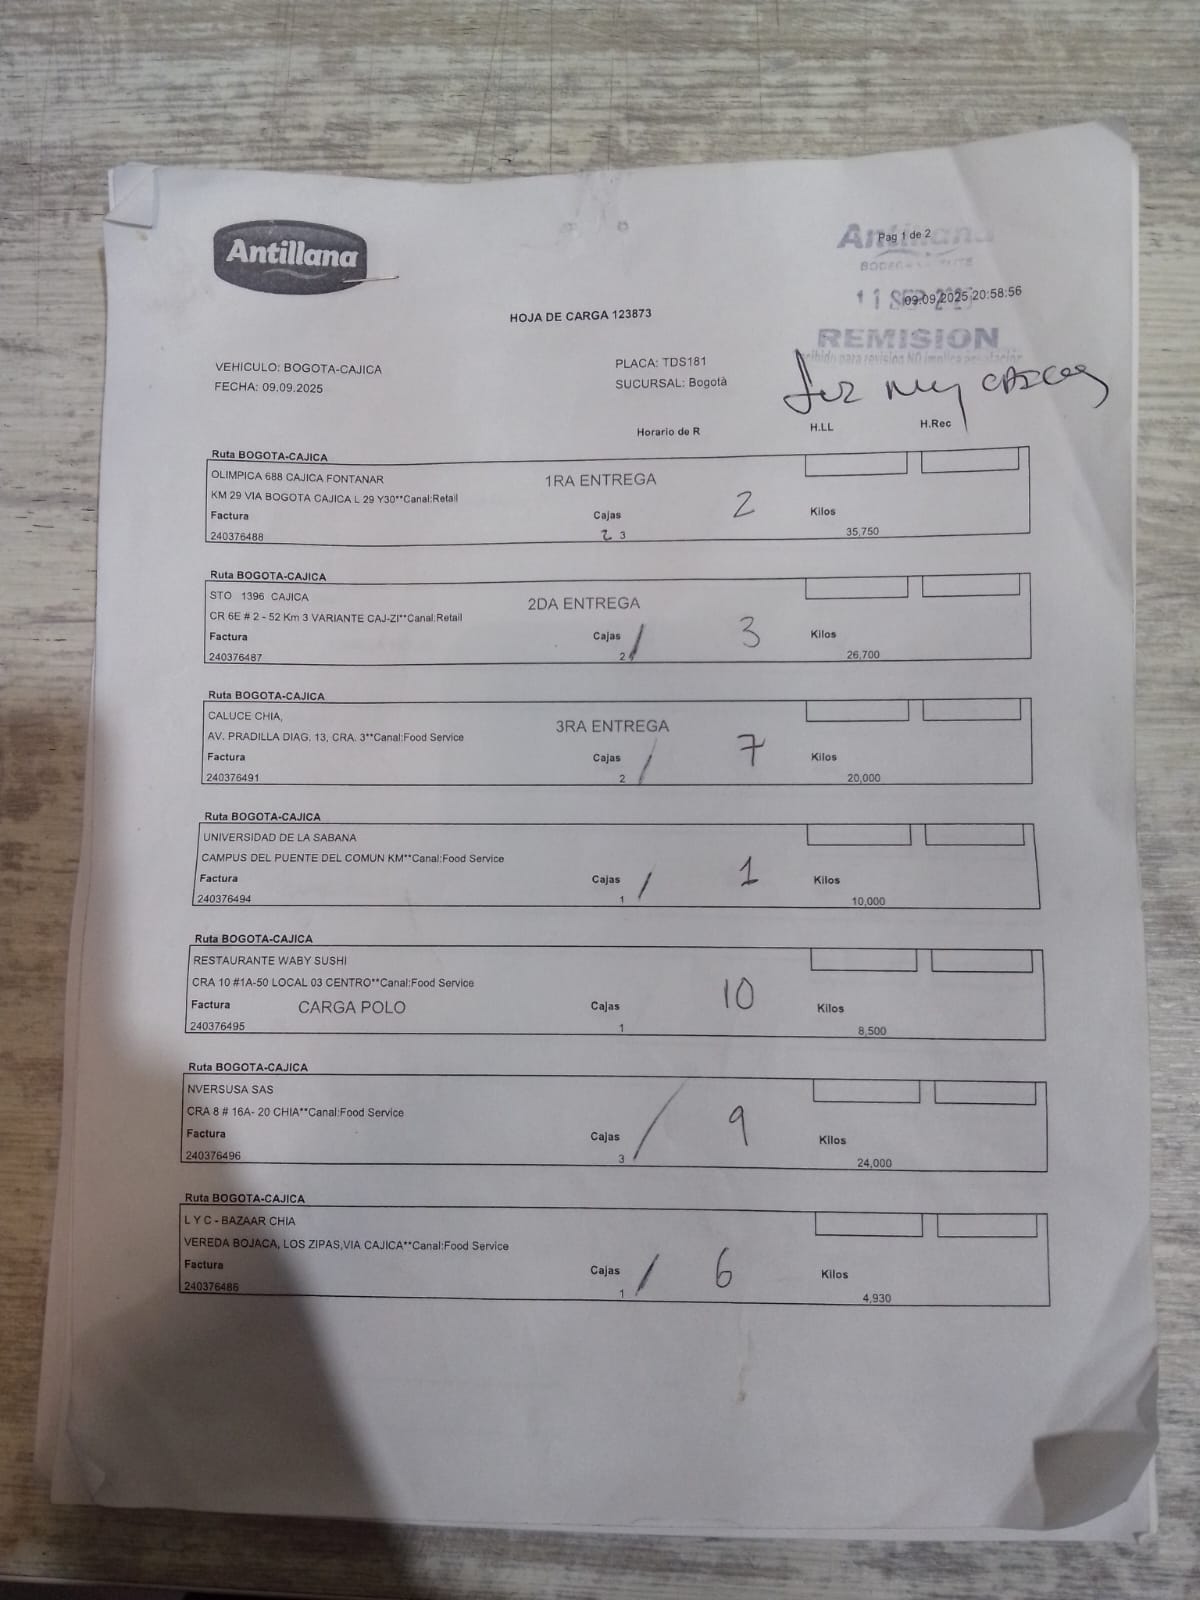 Antillana
Antillana
Pag 1 de 2
11 SEP 2025
09.09.2025 20:58:56
HOJA DE CARGA 123873
REMISION
VEHICULO: BOGOTA-CAJICA
PLACA: TDS181
FECHA: 09.09.2025
SUCURSAL: Bogotà
Horario de R H.LL H.Rec
Ruta BOGOTA-CAJICA
OLIMPICA 688 CAJICA FONTANAR 1RA ENTREGA
KM 29 VIA BOGOTA CAJICA L 29 Y30**Canal:Retail 2
Factura Cajas Kilos
240376488 2 3 35,750
Ruta BOGOTA-CAJICA
STO 1396 CAJICA 2DA ENTREGA
CR 6E # 2 - 52 Km 3 VARIANTE CAJ-ZI**Canal:Retail
Factura Cajas 3 Kilos
240376487 2 26,700
Ruta BOGOTA-CAJICA
CALUCE CHIA, 3RA ENTREGA
AV. PRADILLA DIAG. 13, CRA. 3**Canal:Food Service
Factura Cajas 7 Kilos
240376491 2 20,000
Ruta BOGOTA-CAJICA
UNIVERSIDAD DE LA SABANA
CAMPUS DEL PUENTE DEL COMUN KM**Canal:Food Service
Factura Cajas 1 Kilos
240376494 1 10,000
Ruta BOGOTA-CAJICA
RESTAURANTE WABY SUSHI
CRA 10 #1A-50 LOCAL 03 CENTRO**Canal:Food Service
Factura CARGA POLO Cajas 10 Kilos
240376495 1 8,500
Ruta BOGOTA-CAJICA
NVERSUSA SAS
CRA 8 # 16A- 20 CHIA**Canal:Food Service
Factura Cajas 9 Kilos
240376496 3 24,000
Ruta BOGOTA-CAJICA
L Y C - BAZAAR CHIA
VEREDA BOJACA, LOS ZIPAS,VIA CAJICA**Canal:Food Service
Factura Cajas 6 Kilos
240376486 1 4,930